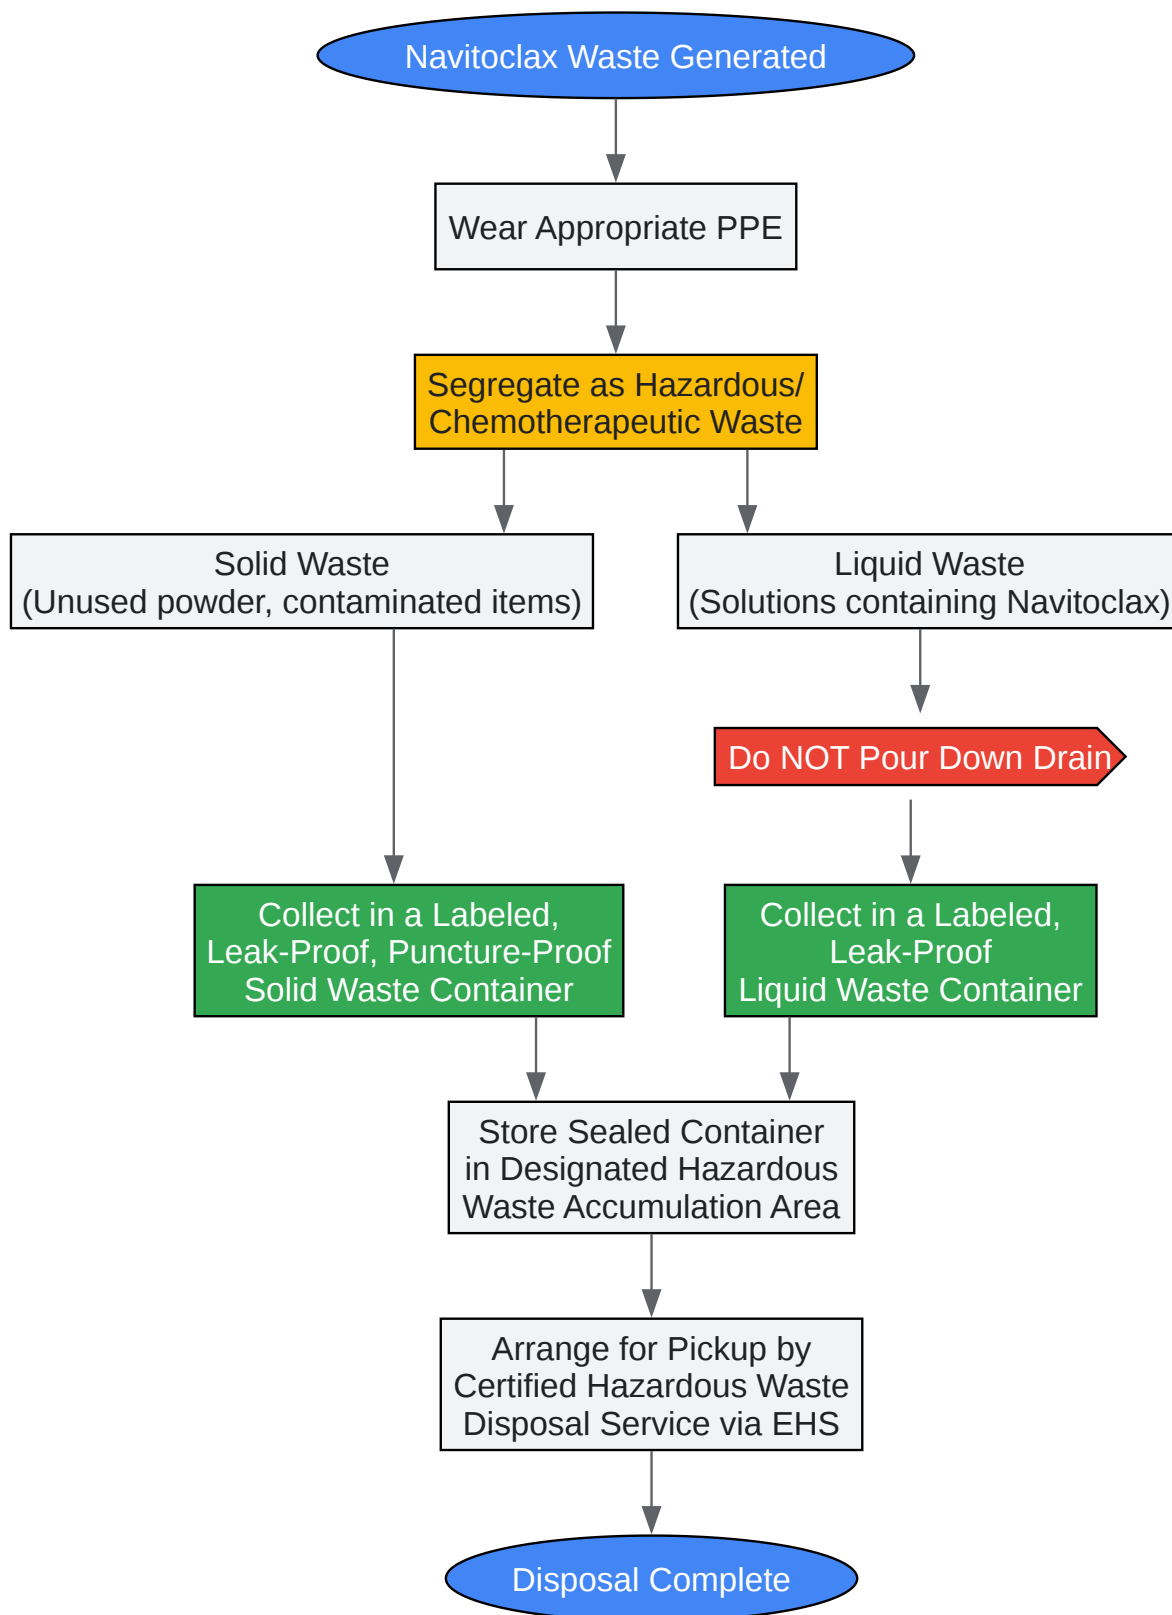 Navitoclax Waste Generated
Wear Appropriate PPE
Segregate as Hazardous/
Chemotherapeutic Waste
Solid Waste
(Unused powder, contaminated items)
Liquid Waste
(Solutions containing Navitoclax)
Do NOT Pour Down Drain
Collect in a Labeled,
Leak-Proof, Puncture-Proof
Solid Waste Container
Collect in a Labeled,
Leak-Proof
Liquid Waste Container
Store Sealed Container
in Designated Hazardous
Waste Accumulation Area
Arrange for Pickup by
Certified Hazardous Waste
Disposal Service via EHS
Disposal Complete